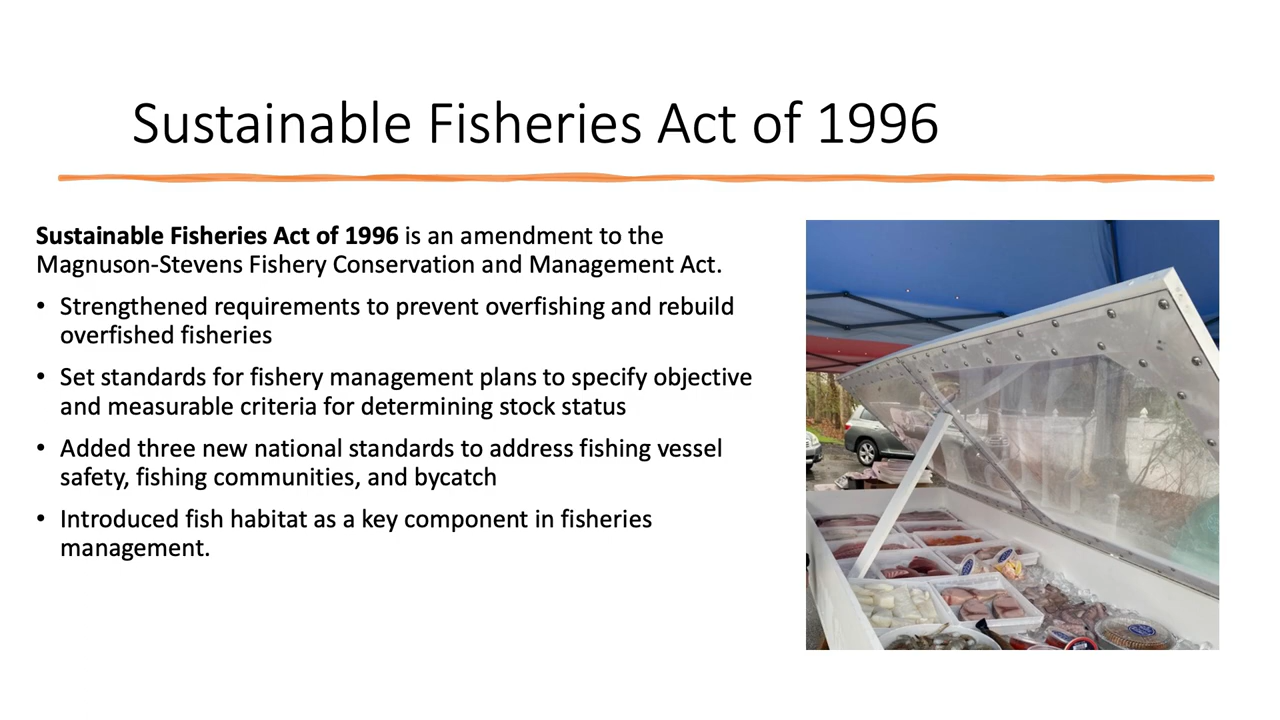 Sustainable Fisheries Act of 1996
Sustainable Fisheries Act of 1996 is an amendment to the
Magnuson-Stevens Fishery Conservation and Management Act.
• Strengthened requirements to prevent overfishing and rebuild
overfished fisheries
• Set standards for fishery management plans to specify objective
and measurable criteria for determining stock status
• Added three new national standards to address fishing vessel
safety, fishing communities, and bycatch
• Introduced fish habitat as a key component in fisheries
management.